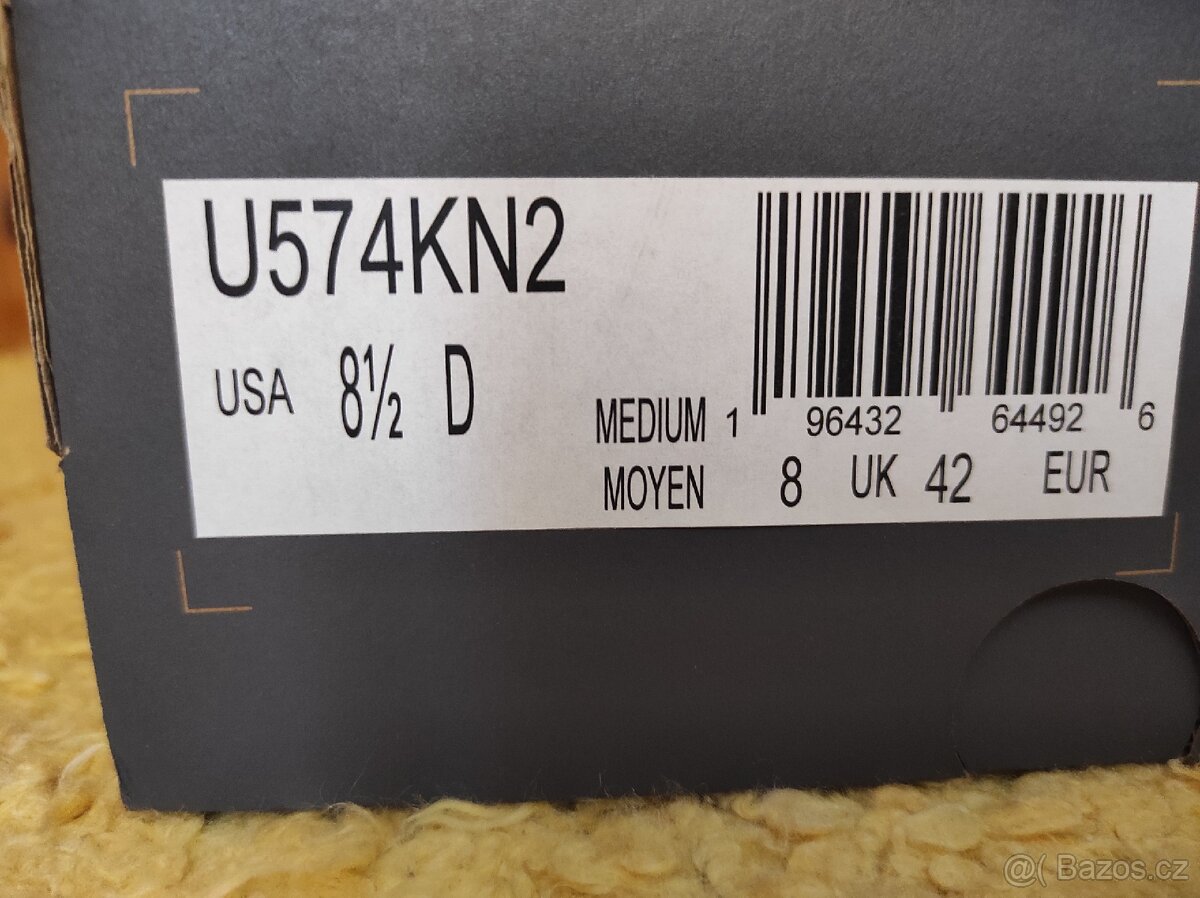 U574KN2
USA 8½ D
MEDIUM 1 96432 64492 6
MOYEN 8 UK 42 EUR
@( Bazos.cz